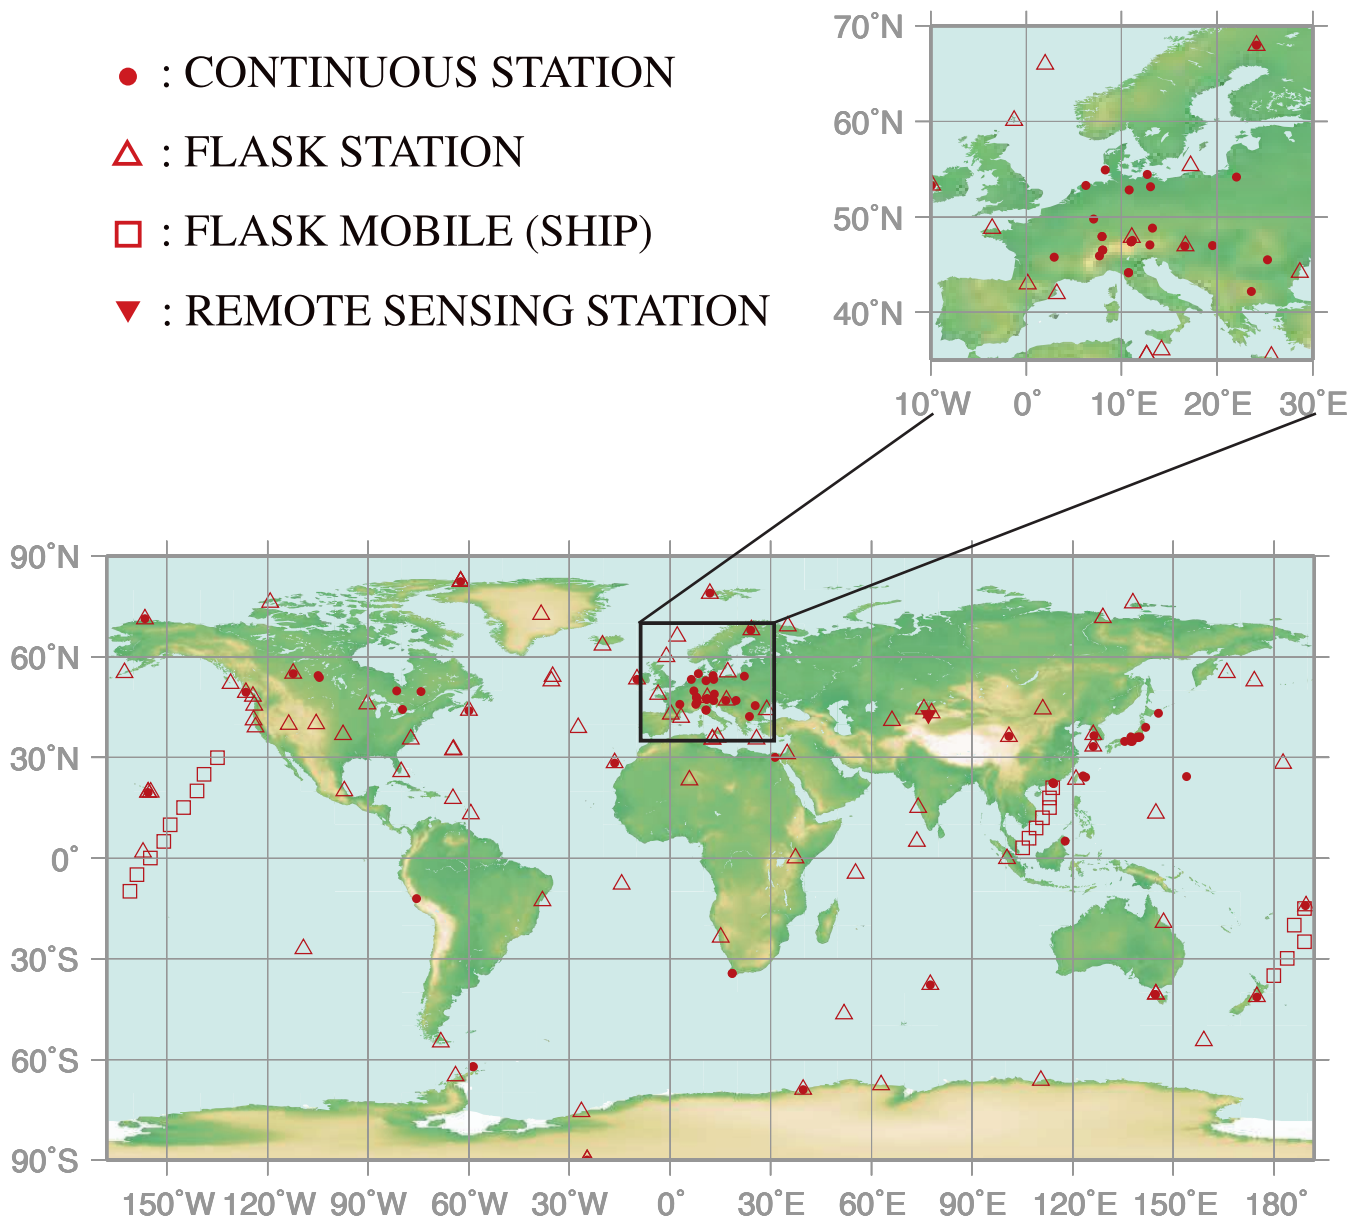 : CONTINUOUS STATION
: FLASK STATION
: FLASK MOBILE (SHIP)
: REMOTE SENSING STATION
70˚N
60˚N
50˚N
40˚N
10˚W 0˚ 10˚E 20˚E 30˚E
90˚N
60˚N
30˚N
0˚
30˚S
60˚S
90˚S
150˚W 120˚W 90˚W 60˚W 30˚W 0˚ 30˚E 60˚E 90˚E 120˚E 150˚E 180˚